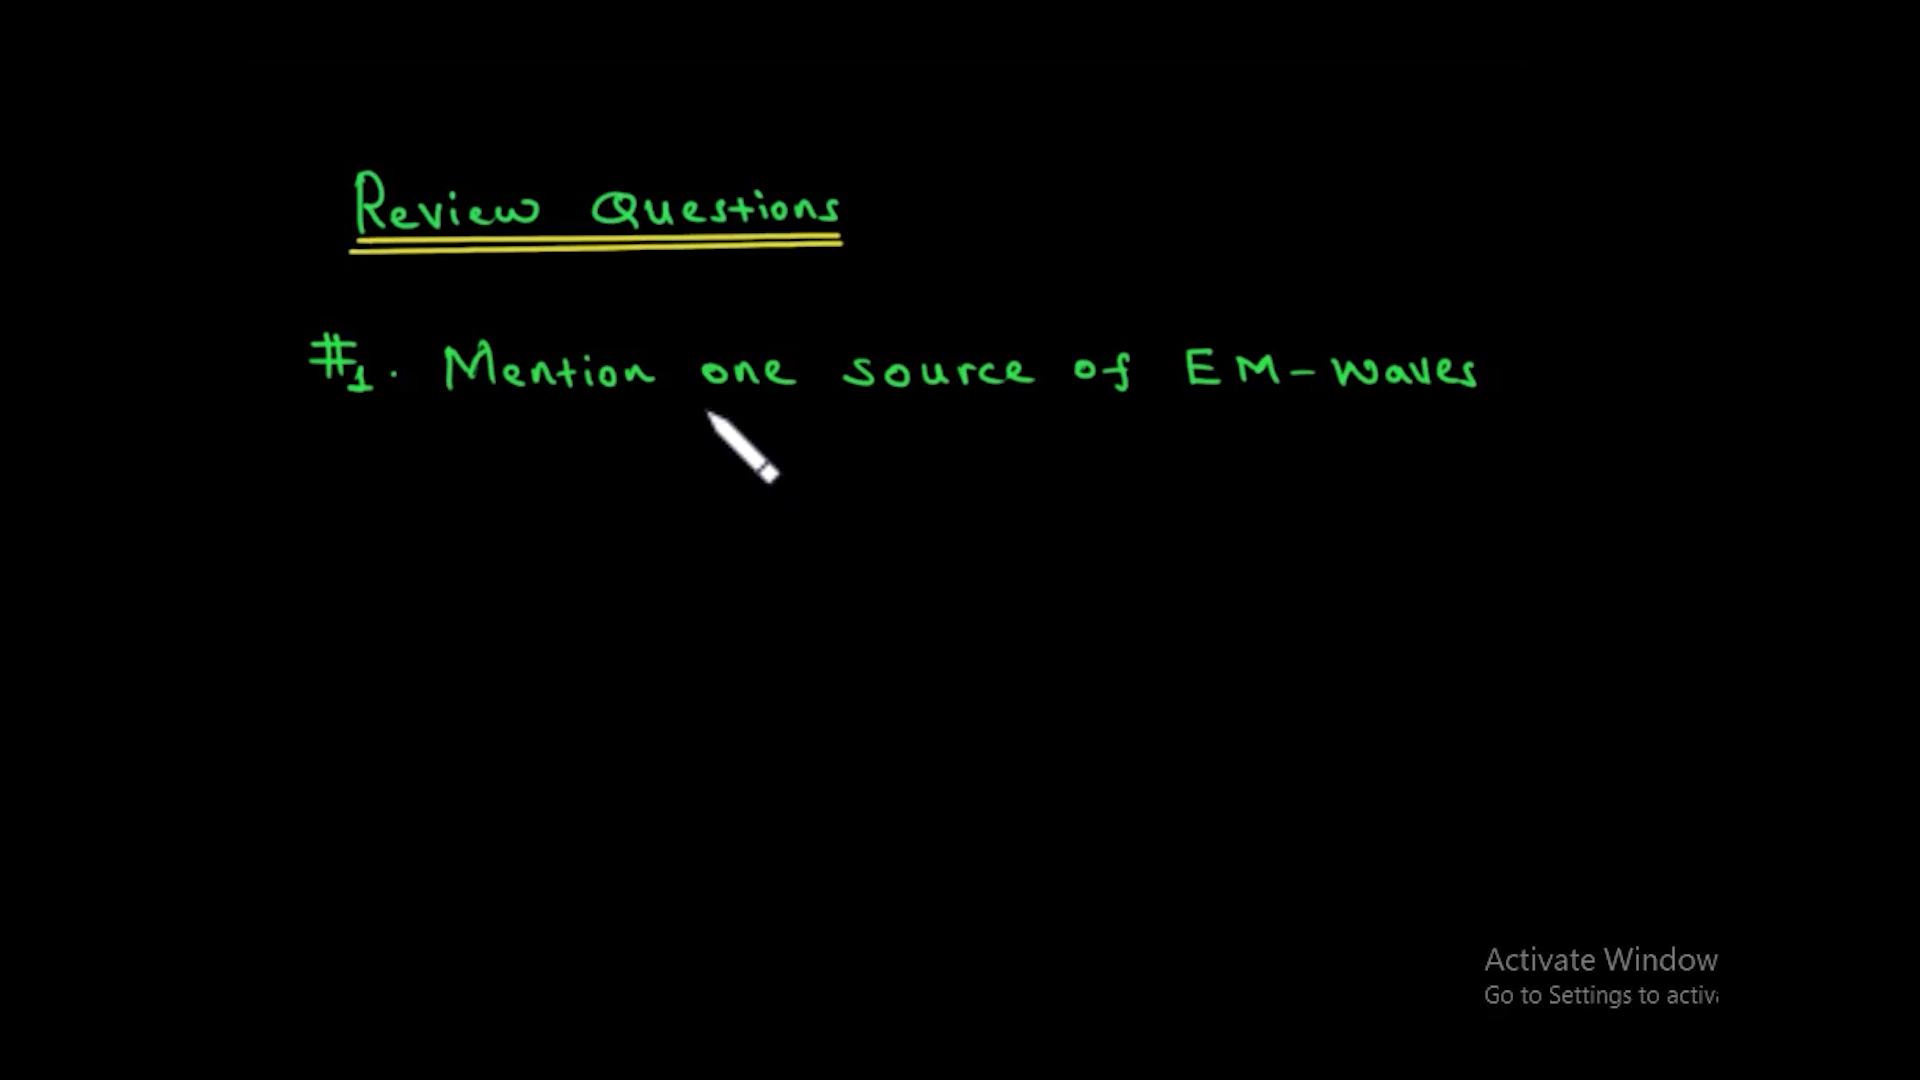 Review Questions
#1. Mention one source of EM-waves
Activate Window
Go to Settings to activ